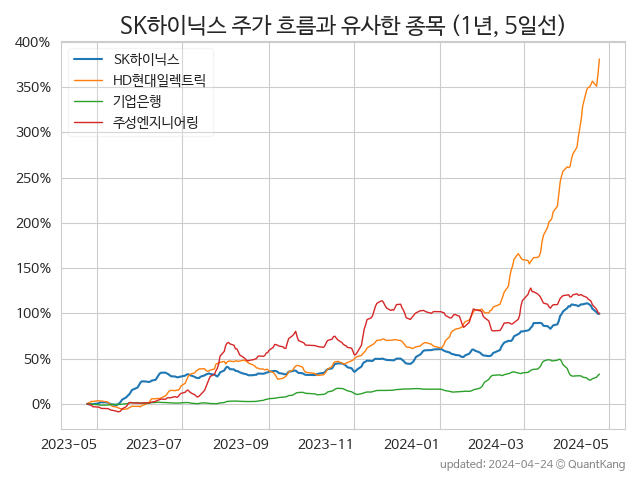 SK하이닉스 주가 흐름과 유사한 종목 (1년, 5일선)
400%
350%
300%
250%
200%
150%
100%
50%
0%
SK하이닉스
HD현대일렉트릭
기업은행
주성엔지니어링
2023-05 2023-07 2023-09 2023-11 2024-01 2024-03 2024-05
updated: 2024-04-24 © QuantKang